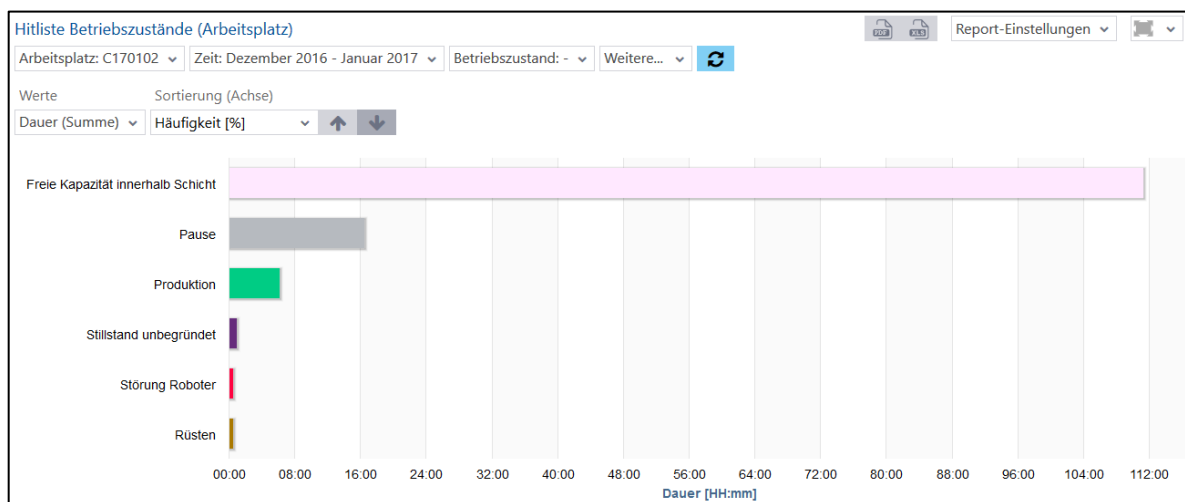 Hitliste Betriebszustände (Arbeitsplatz)
PDF XLS Report-Einstellungen
Arbeitsplatz: C170102 Zeit: Dezember 2016 - Januar 2017 Betriebszustand: - Weitere...
Werte Sortierung (Achse)
Dauer (Summe) Häufigkeit [%]
Freie Kapazität innerhalb Schicht
Pause
Produktion
Stillstand unbegründet
Störung Roboter
Rüsten
00:00 08:00 16:00 24:00 32:00 40:00 48:00 56:00 64:00 72:00 80:00 88:00 96:00 104:00 112:00
Dauer [HH:mm]